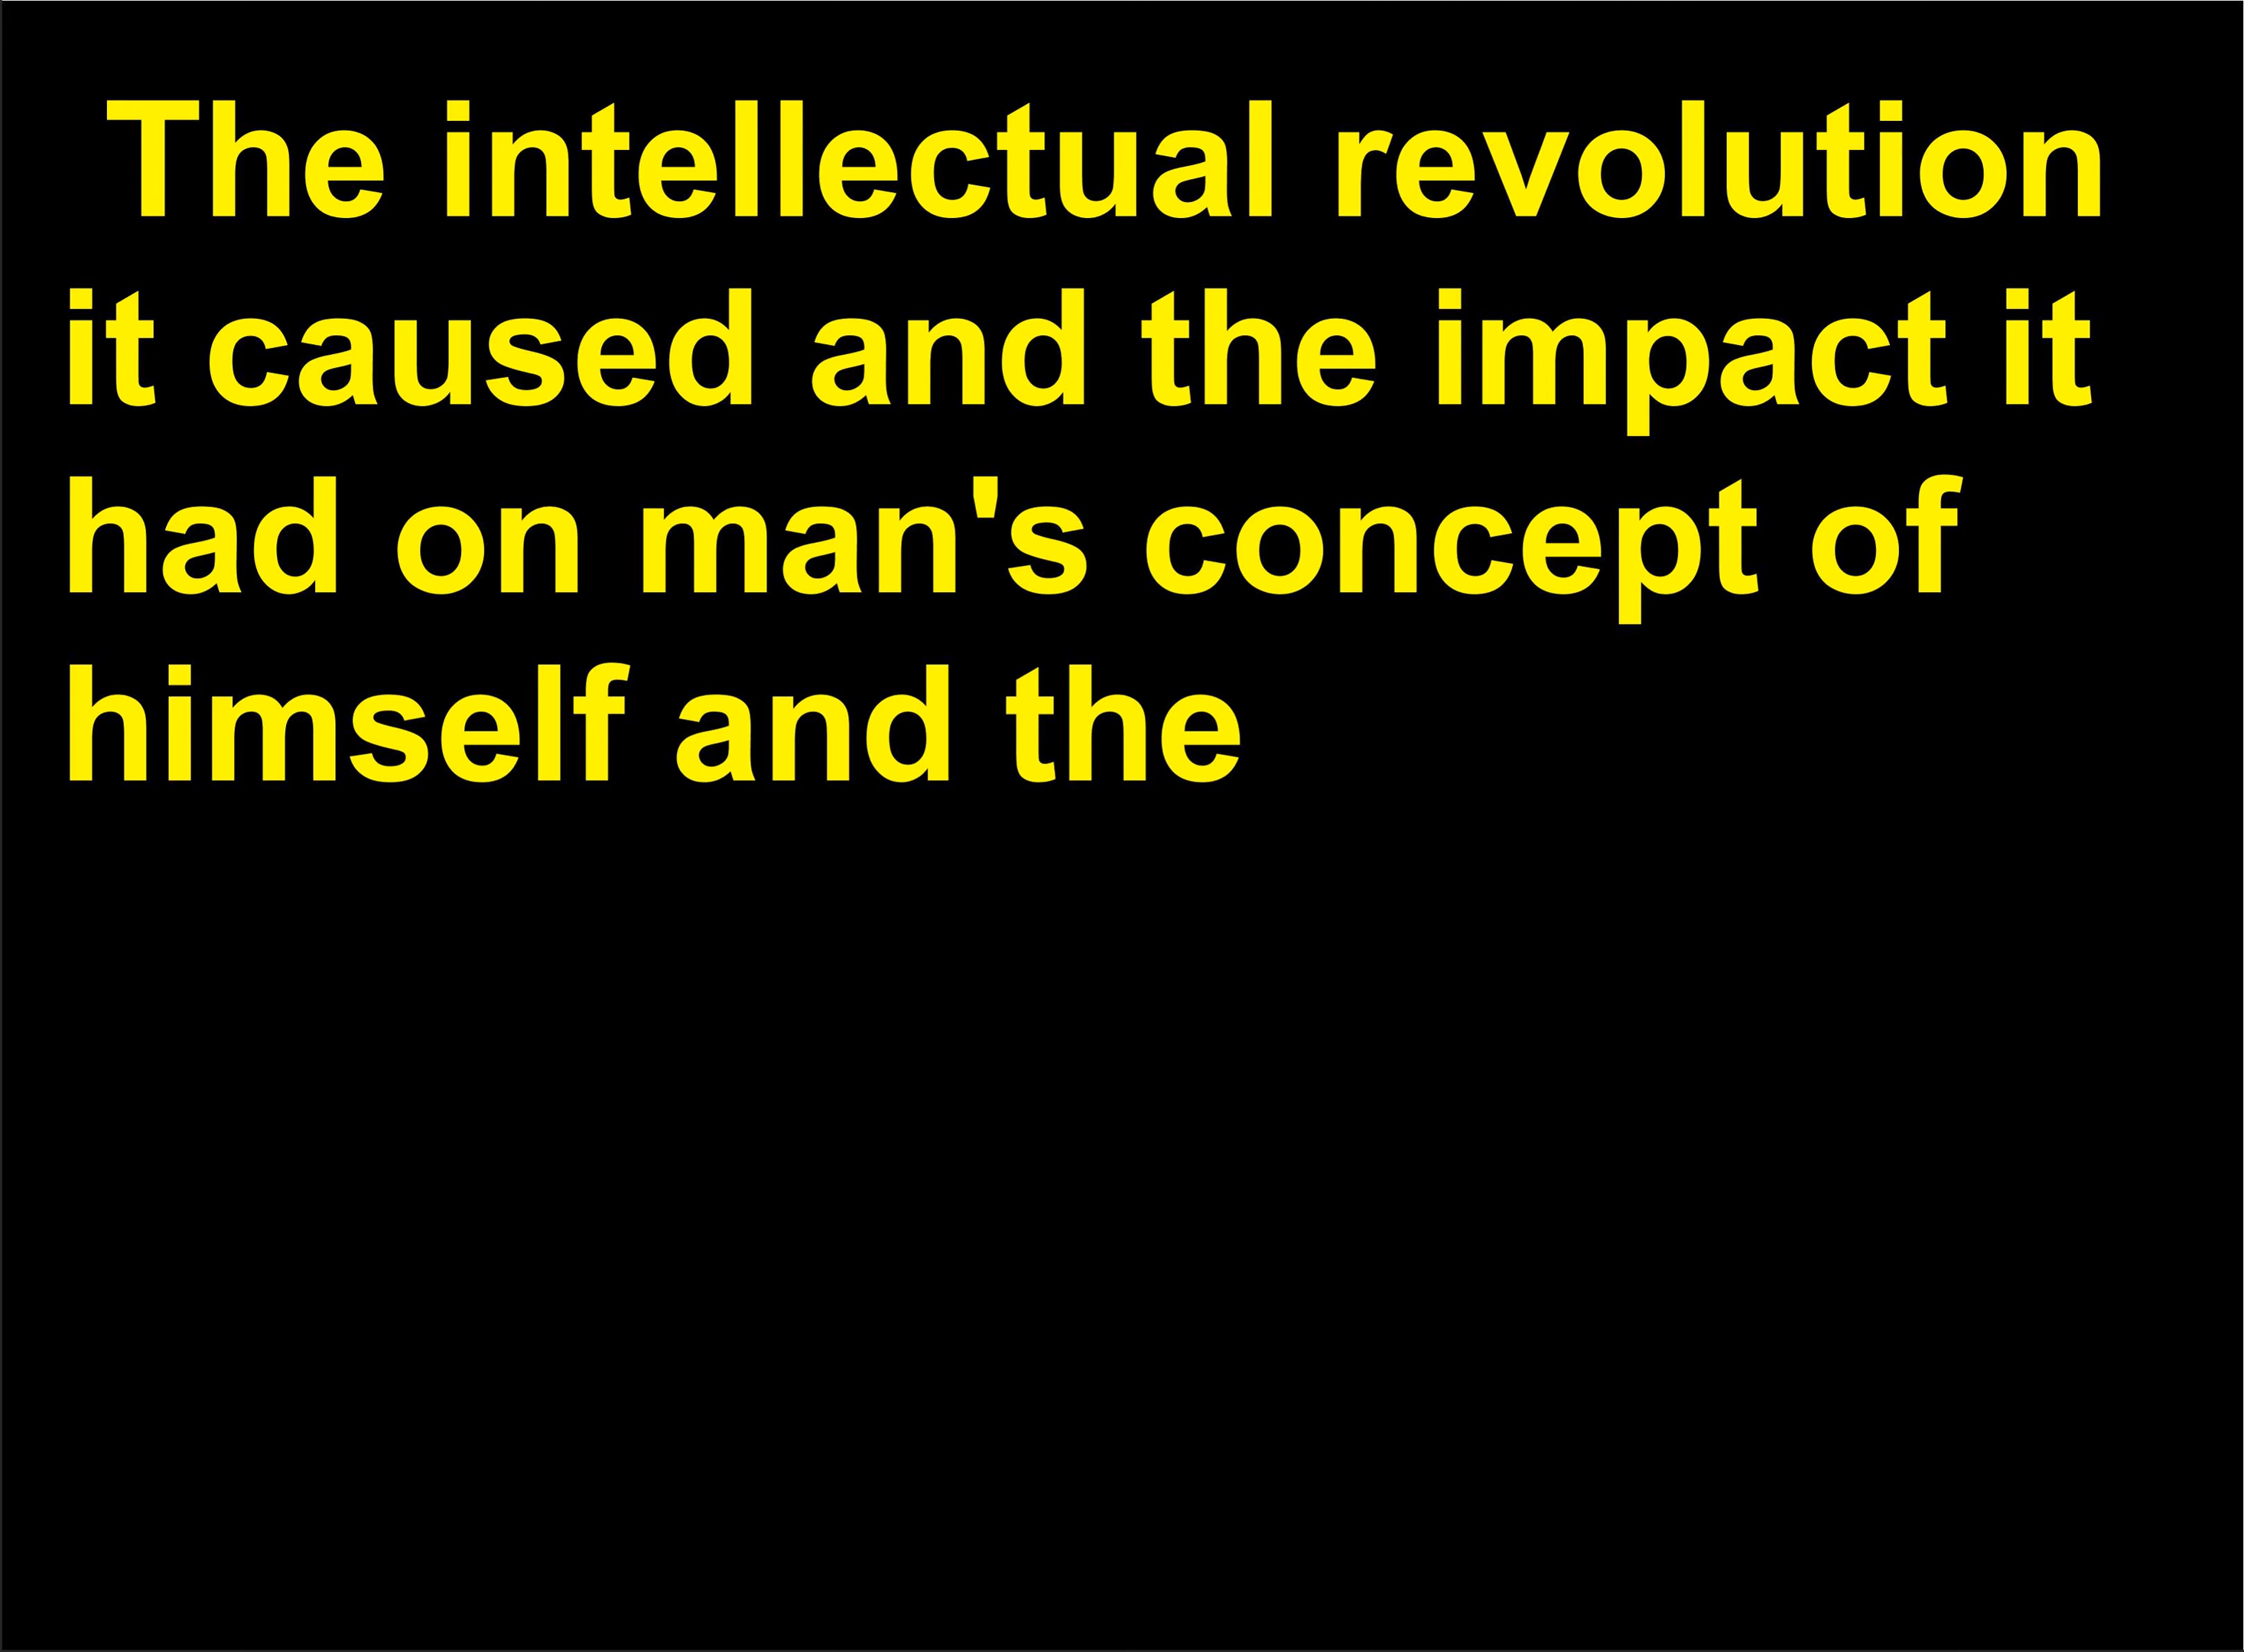 The intellectual revolution
it caused and the impact it
had on man's concept of
himself and the